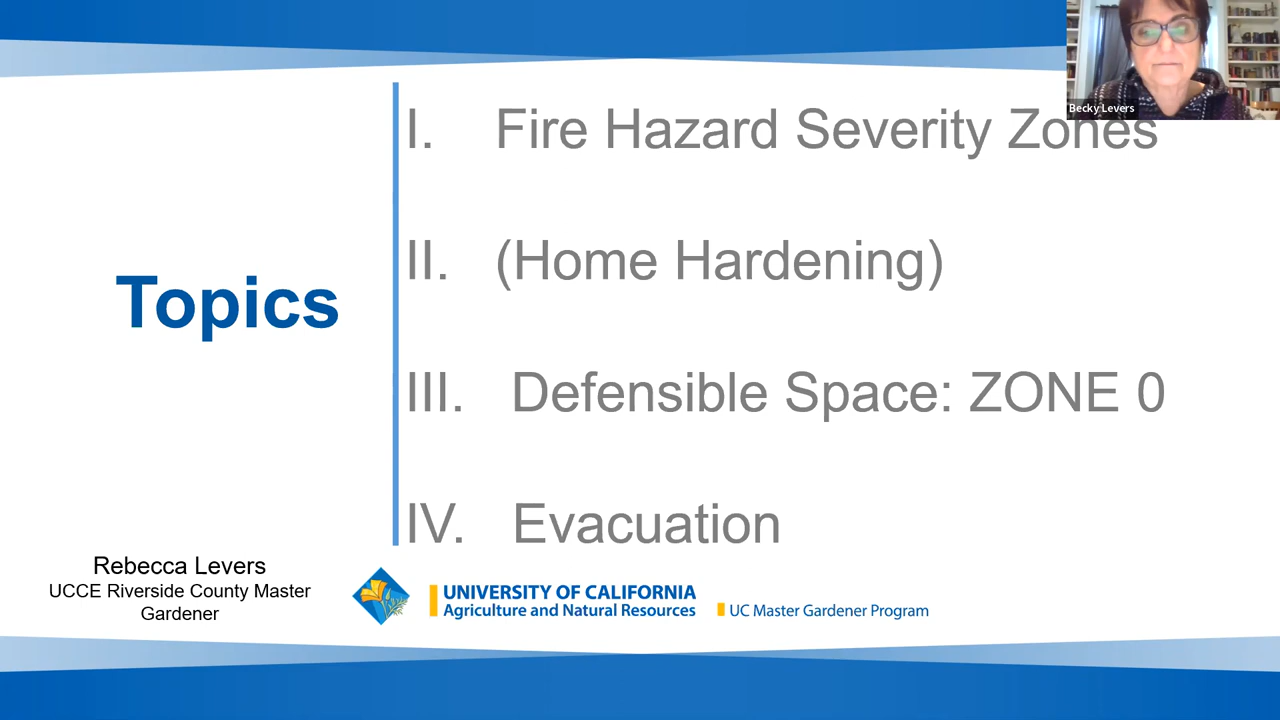 Becky Levers
I. Fire Hazard Severity Zones
II. (Home Hardening)
Topics
III. Defensible Space: ZONE 0
IV. Evacuation
Rebecca Levers
UCCE Riverside County Master
Gardener
UNIVERSITY OF CALIFORNIA
Agriculture and Natural Resources
UC Master Gardener Program